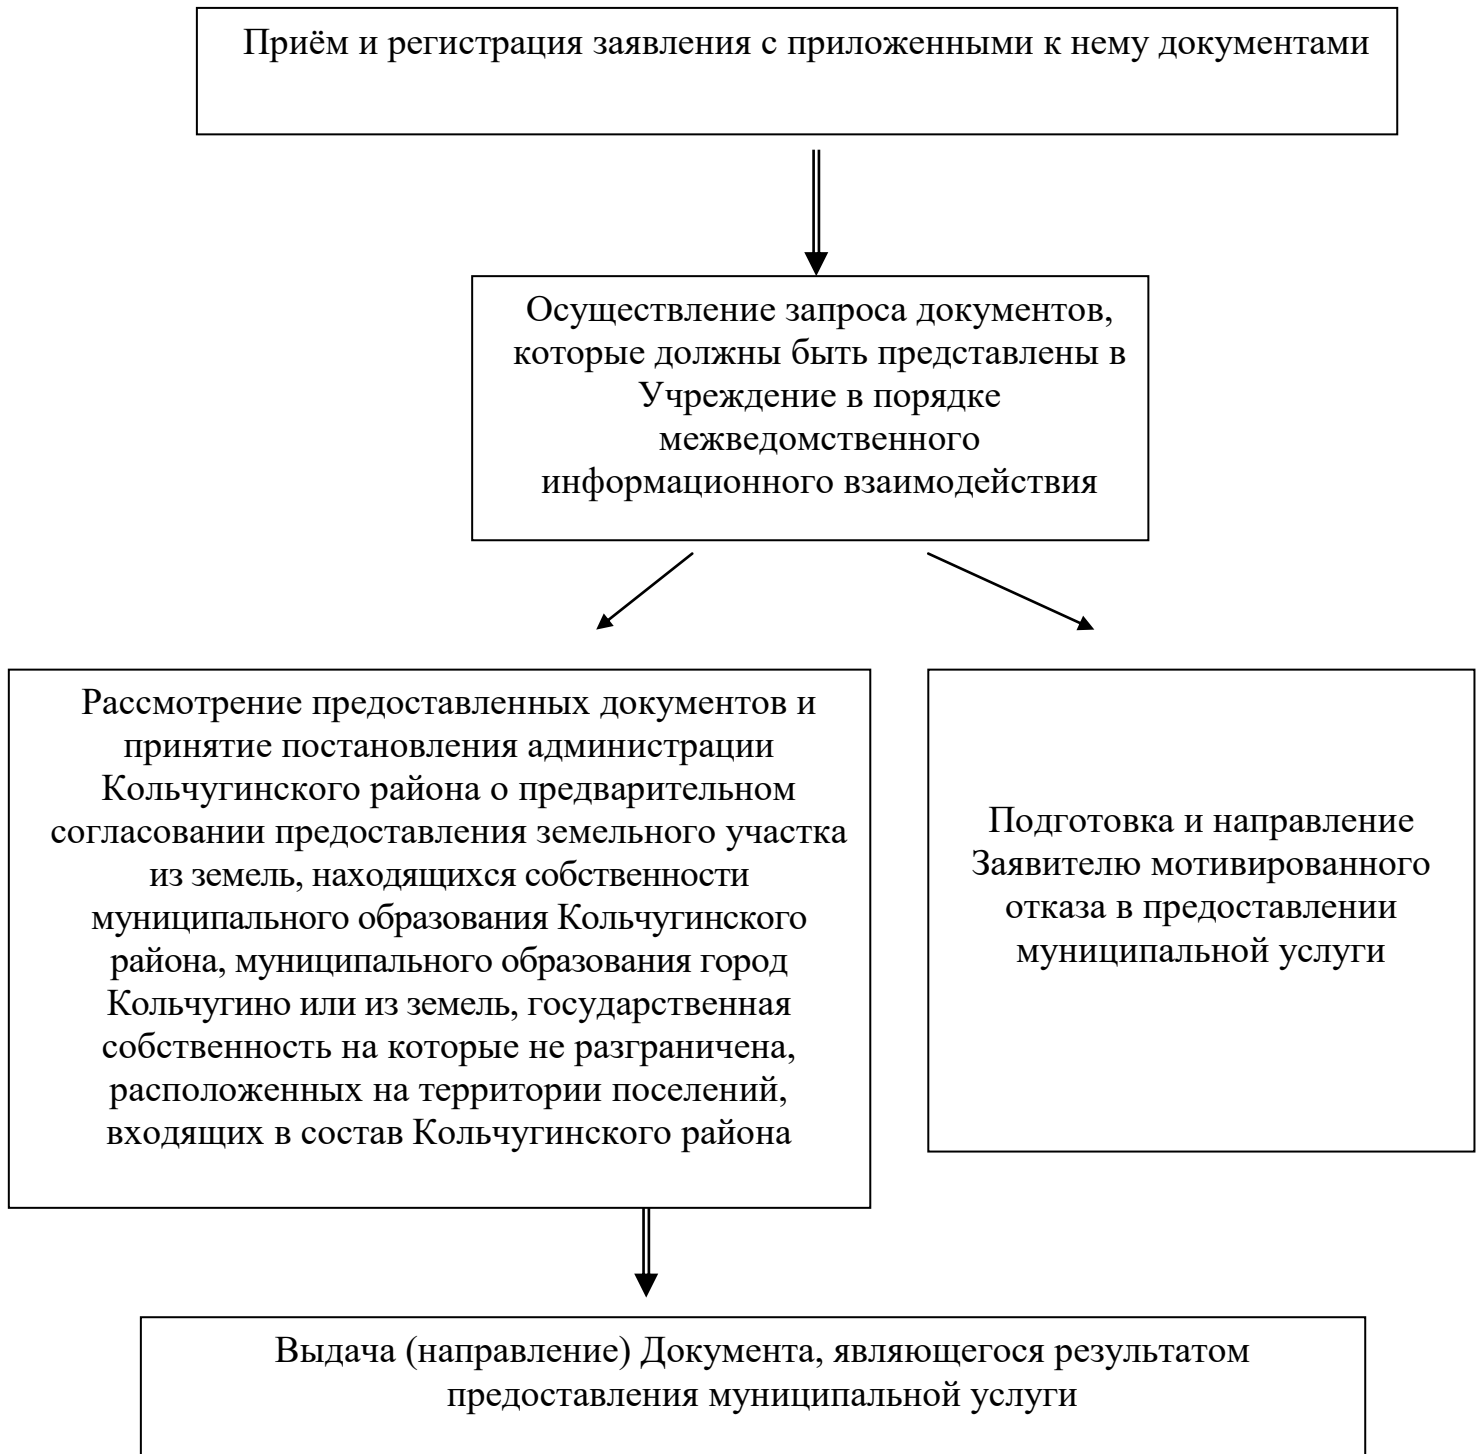 Приём и регистрация заявления с приложенными к нему документами
Осуществление запроса документов,
которые должны быть представлены в
Учреждение в порядке
межведомственного
информационного взаимодействия
Рассмотрение предоставленных документов и
принятие постановления администрации
Кольчугинского района о предварительном
согласовании предоставления земельного участка
из земель, находящихся собственности
муниципального образования Кольчугинского
района, муниципального образования город
Кольчугино или из земель, государственная
собственность на которые не разграничена,
расположенных на территории поселений,
входящих в состав Кольчугинского района
Подготовка и направление
Заявителю мотивированного
отказа в предоставлении
муниципальной услуги
Выдача (направление) Документа, являющегося результатом
предоставления муниципальной услуги